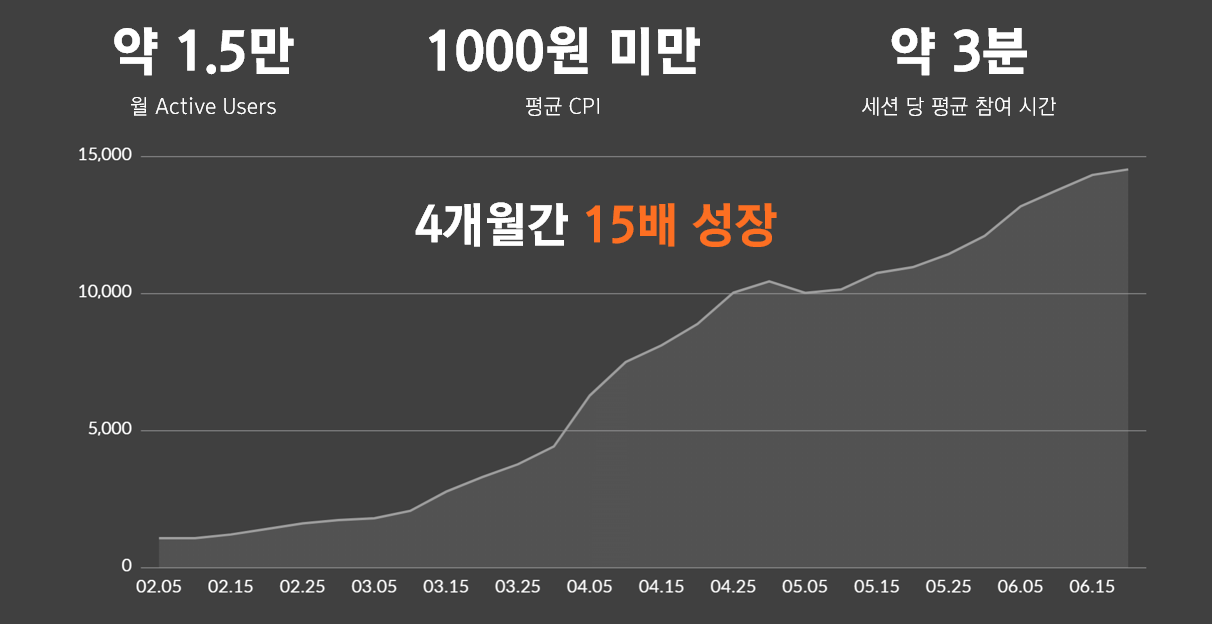 약 1.5만
월 Active Users
1000원 미만
평균 CPI
약 3분
세션 당 평균 참여 시간
4개월간 15배 성장
15,000
10,000
5,000
0
02.05 02.15 02.25 03.05 03.15 03.25 04.05 04.15 04.25 05.05 05.15 05.25 06.05 06.15